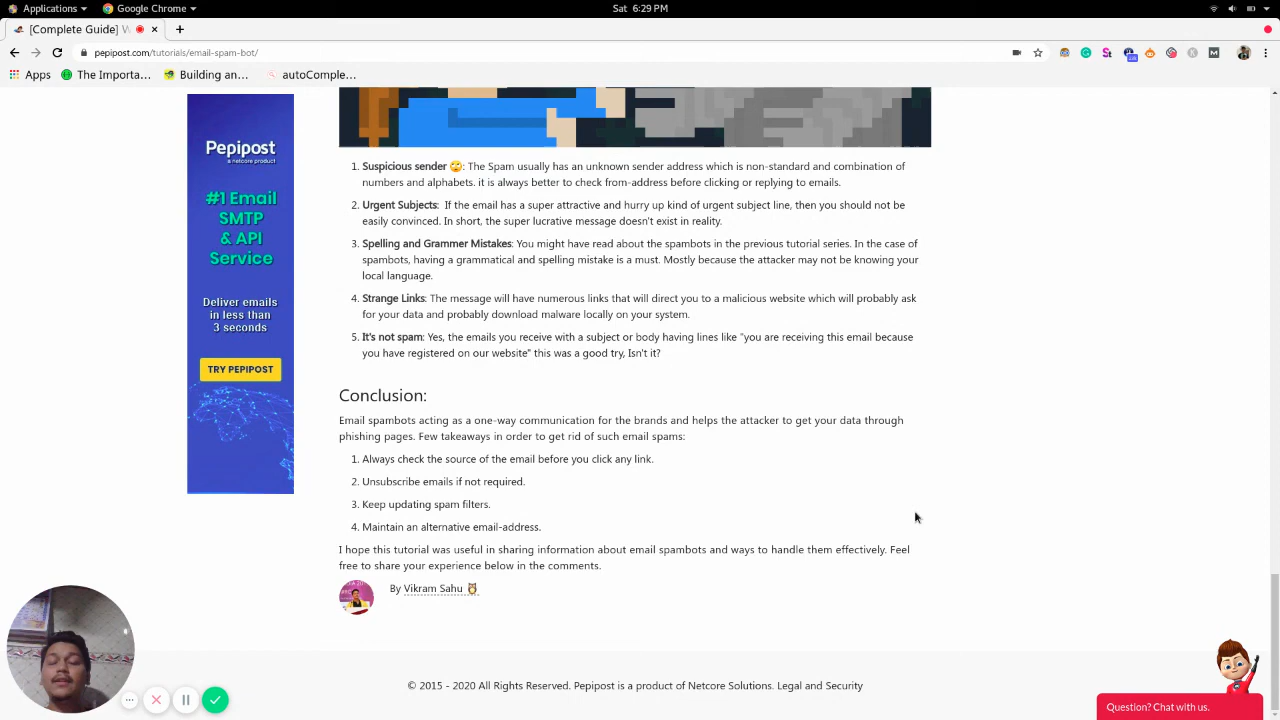 Applications
Google Chrome
Sat 6:29 PM
[Complete Guide] W
pepipost.com/tutorials/email-spam-bot/
Apps
The Importa...
Building an...
autoComple...
Pepipost
a netcore product
#1 Email
SMTP
& API
Service
Deliver emails
in less than
3 seconds
TRY PEPIPOST
1. Suspicious sender 🙄: The Spam usually has an unknown sender address which is non-standard and combination of
numbers and alphabets. it is always better to check from-address before clicking or replying to emails.
2. Urgent Subjects: If the email has a super attractive and hurry up kind of urgent subject line, then you should not be
easily convinced. In short, the super lucrative message doesn't exist in reality.
3. Spelling and Grammer Mistakes: You might have read about the spambots in the previous tutorial series. In the case of
spambots, having a grammatical and spelling mistake is a must. Mostly because the attacker may not be knowing your
local language.
4. Strange Links: The message will have numerous links that will direct you to a malicious website which will probably ask
for your data and probably download malware locally on your system.
5. It's not spam: Yes, the emails you receive with a subject or body having lines like "you are receiving this email because
you have registered on our website" this was a good try, Isn't it?
Conclusion:
Email spambots acting as a one-way communication for the brands and helps the attacker to get your data through
phishing pages. Few takeaways in order to get rid of such email spams:
1. Always check the source of the email before you click any link.
2. Unsubscribe emails if not required.
3. Keep updating spam filters.
4. Maintain an alternative email-address.
I hope this tutorial was useful in sharing information about email spambots and ways to handle them effectively. Feel
free to share your experience below in the comments.
By Vikram Sahu 🦉
© 2015 - 2020 All Rights Reserved. Pepipost is a product of Netcore Solutions. Legal and Security
Question? Chat with us.